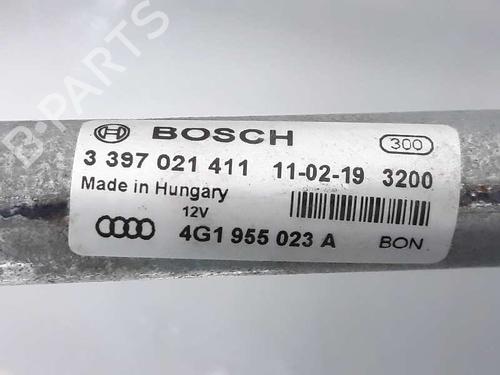 BOSCH 300
3 397 021 411 11-02-19 3200
Made in Hungary
12V
4G1 955 023 A BON
B-PARTS